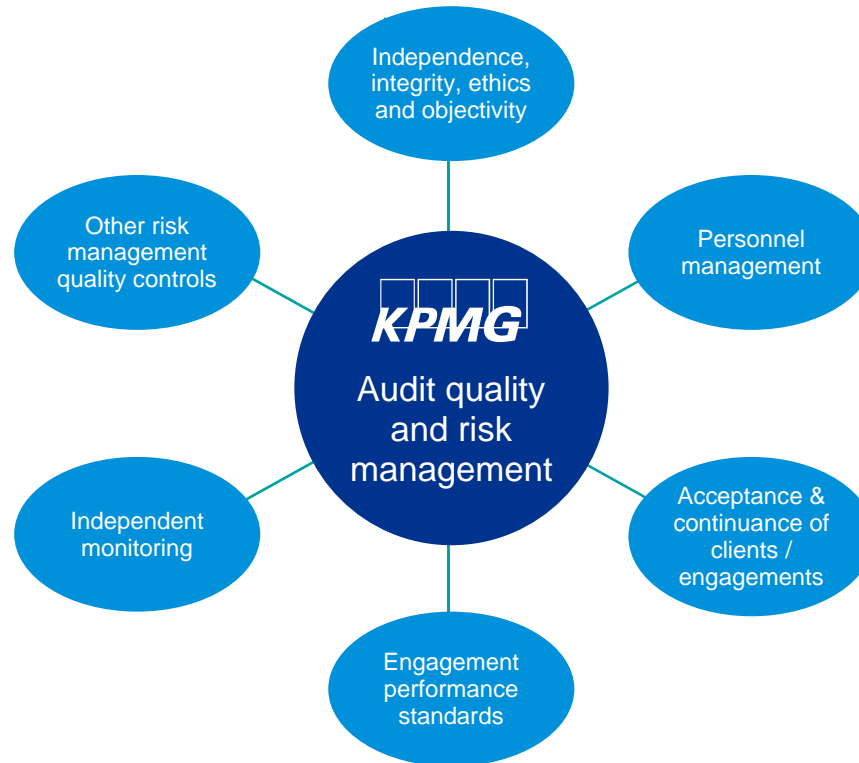 Independence,
integrity, ethics
and objectivity
Other risk
management
quality controls
Personnel
management
KPMG
Audit quality
and risk
management
Independent
monitoring
Acceptance &
continuance of
clients /
engagements
Engagement
performance
standards